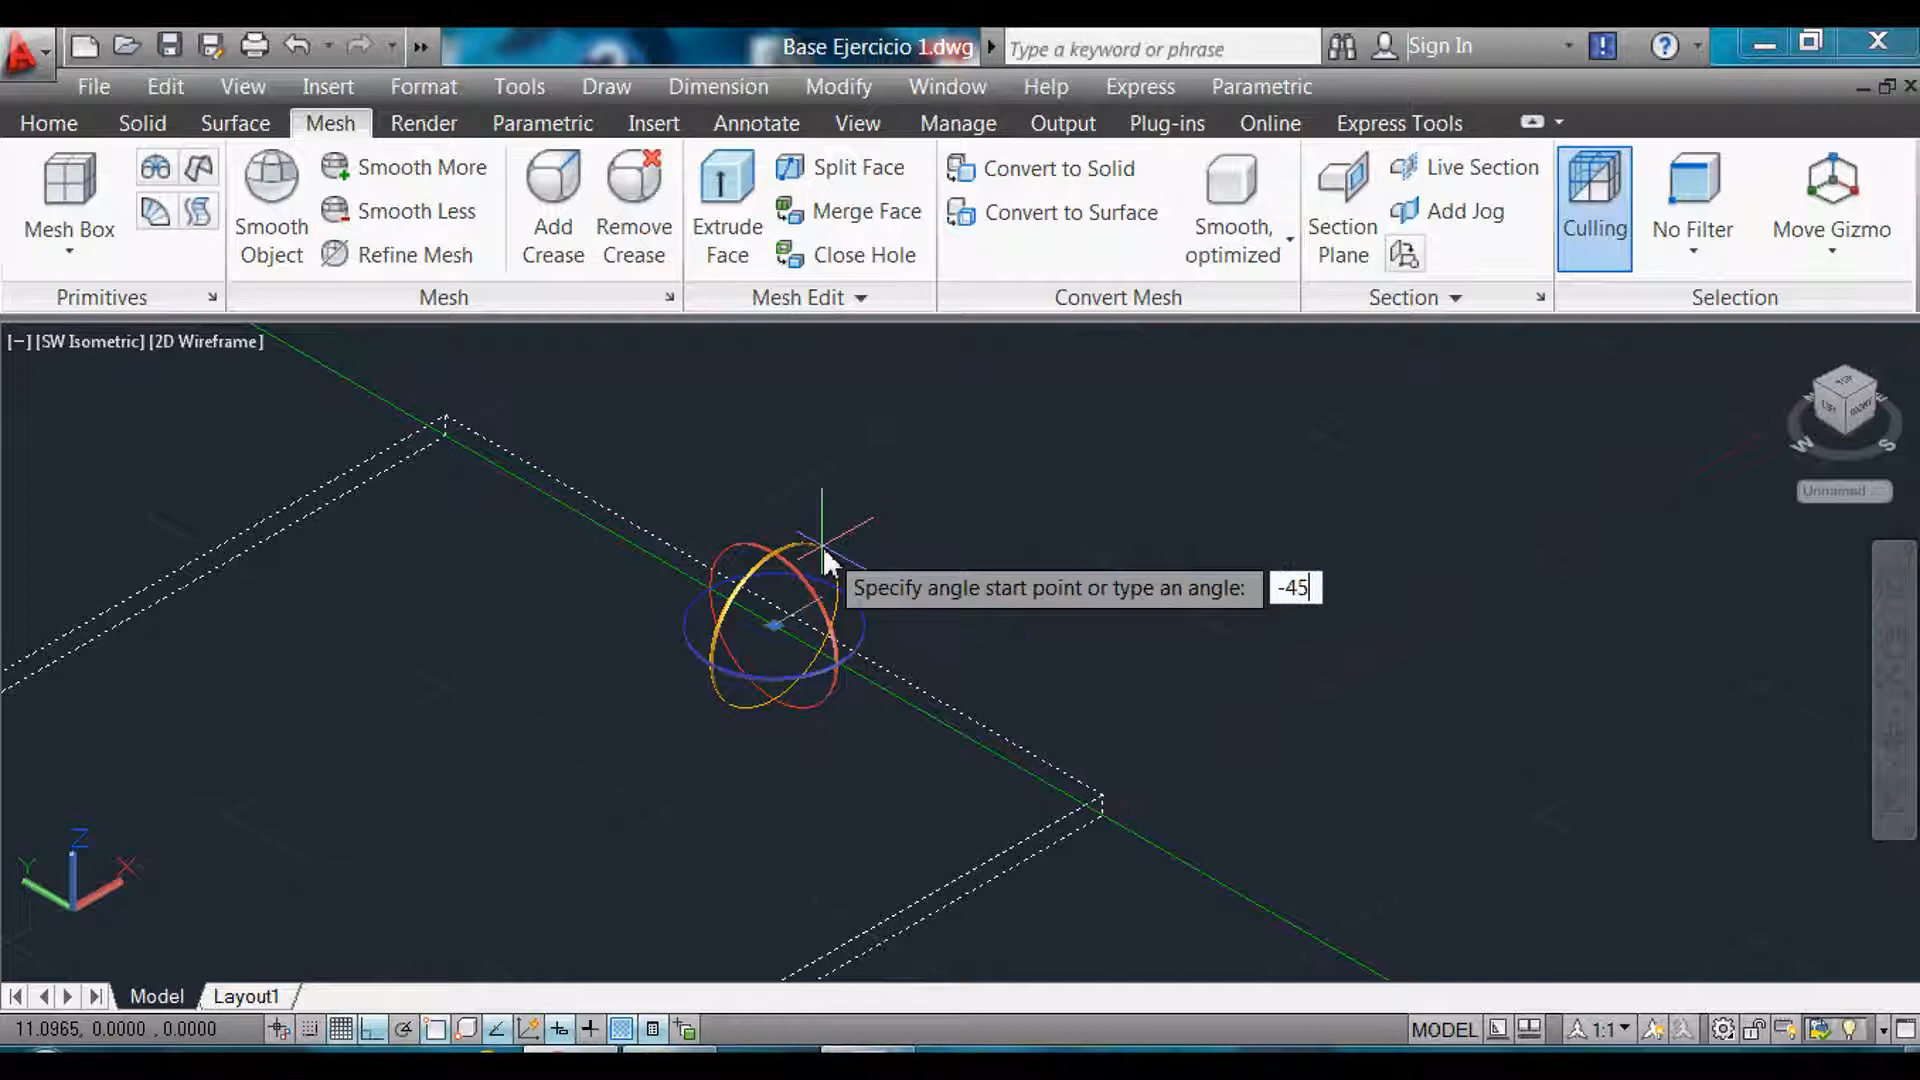 Base Ejercicio 1.dwg
Type a keyword or phrase
Sign In
File Edit View Insert Format Tools Draw Dimension Modify Window Help Express Parametric
Home Solid Surface Mesh Render Parametric Insert Annotate View Manage Output Plug-ins Online Express Tools
Mesh Box
Smooth Object
Smooth More
Smooth Less
Refine Mesh
Add Crease
Remove Crease
Extrude Face
Split Face
Merge Face
Close Hole
Convert to Solid
Convert to Surface
Smooth, optimized
Section Plane
Live Section
Add Jog
Culling
No Filter
Move Gizmo
Primitives Mesh Mesh Edit Convert Mesh Section Selection
[−][SW Isometric][2D Wireframe]
TOP
LEFT
RIGHT
W
S
Unnamed
Specify angle start point or type an angle: -45
Z
Y
X
Model Layout1
11.0965, 0.0000 , 0.0000
MODEL
1:1